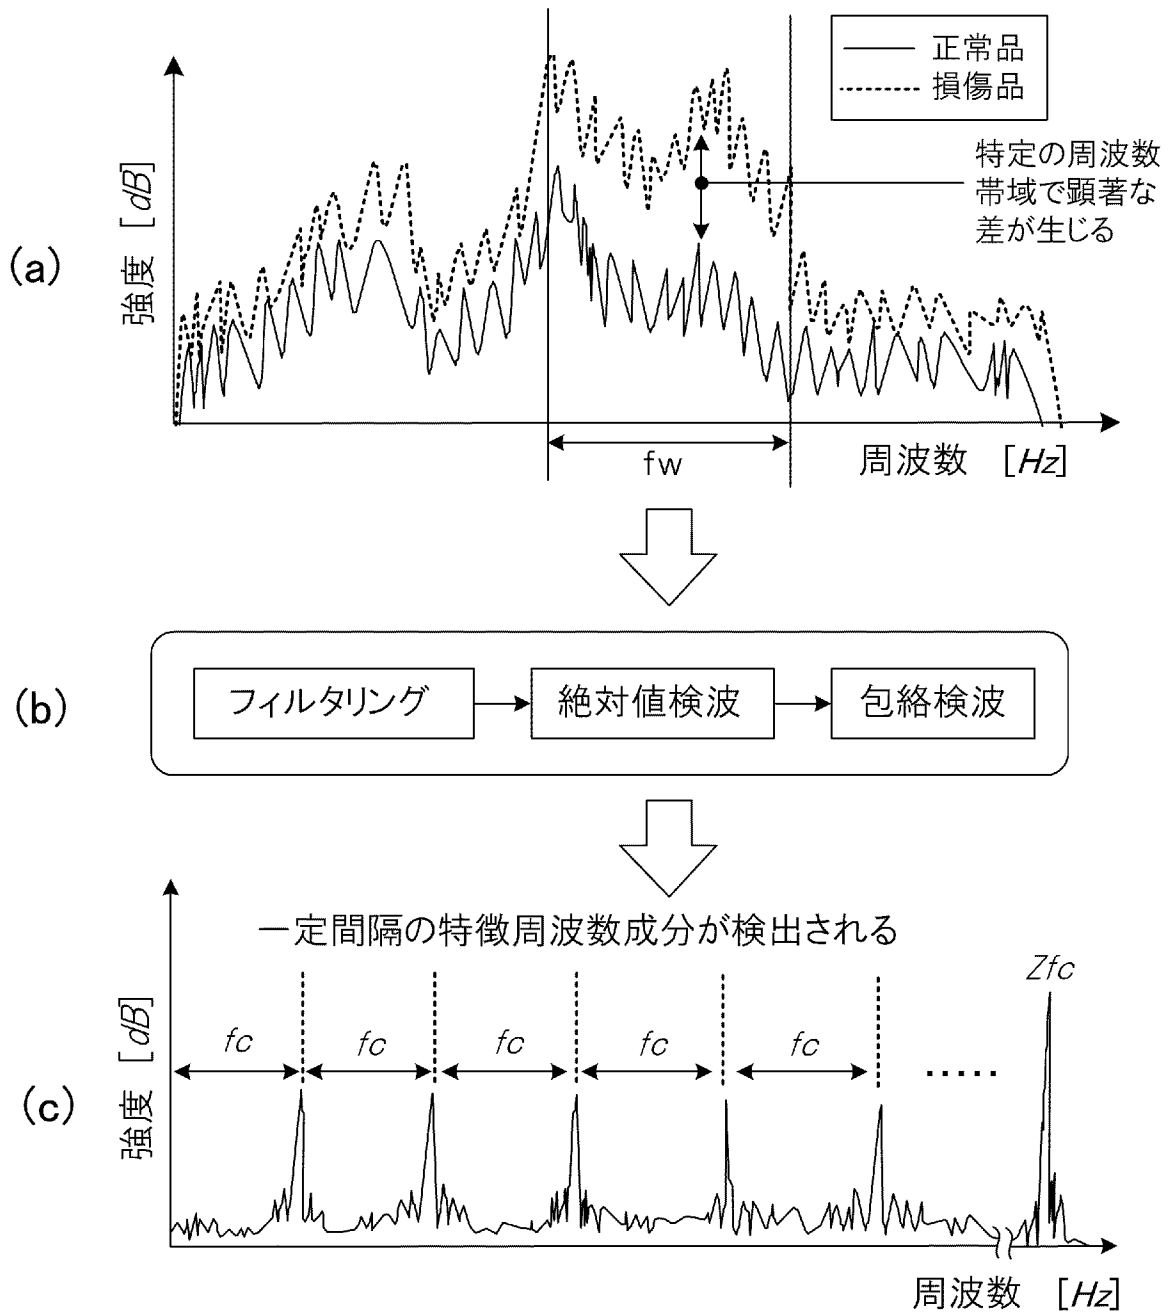 正常品
損傷品
特定の周波数
帯域で顕著な
差が生じる
(a)
強度 [dB]
fw
周波数 [Hz]
(b)
フィルタリング
絶対値検波
包絡検波
一定間隔の特徴周波数成分が検出される
Zfc
fc
fc
fc
fc
fc
.....
(c)
強度 [dB]
周波数 [Hz]